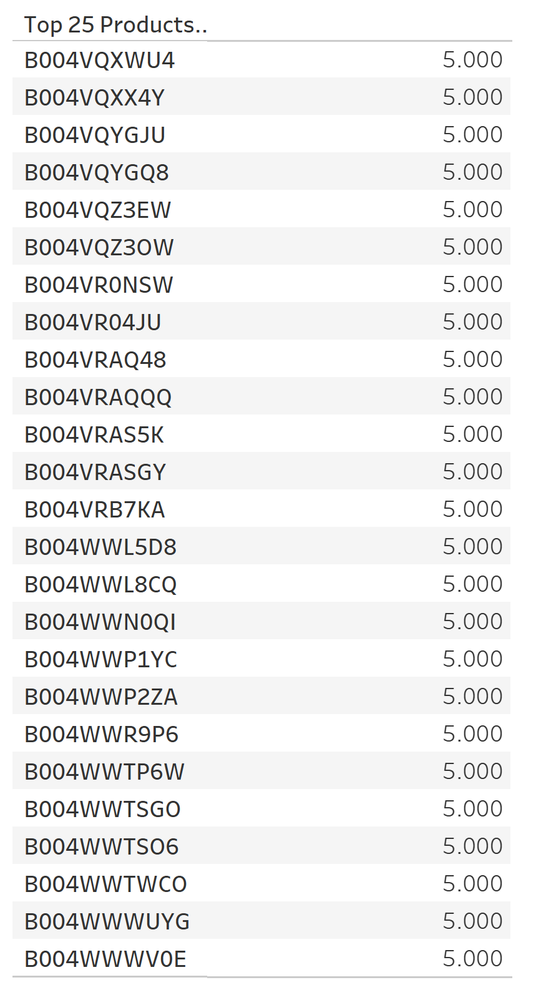 Top 25 Products..
B004VQXWU4 5.000
B004VQXX4Y 5.000
B004VQYGJU 5.000
B004VQYGQ8 5.000
B004VQZ3EW 5.000
B004VQZ3OW 5.000
B004VR0NSW 5.000
B004VR04JU 5.000
B004VRAQ48 5.000
B004VRAQQQ 5.000
B004VRAS5K 5.000
B004VRASGY 5.000
B004VRB7KA 5.000
B004WWL5D8 5.000
B004WWL8CQ 5.000
B004WWN0QI 5.000
B004WWP1YC 5.000
B004WWP2ZA 5.000
B004WWR9P6 5.000
B004WWTP6W 5.000
B004WWTSGO 5.000
B004WWTSO6 5.000
B004WWTWCO 5.000
B004WWWUYG 5.000
B004WWWV0E 5.000